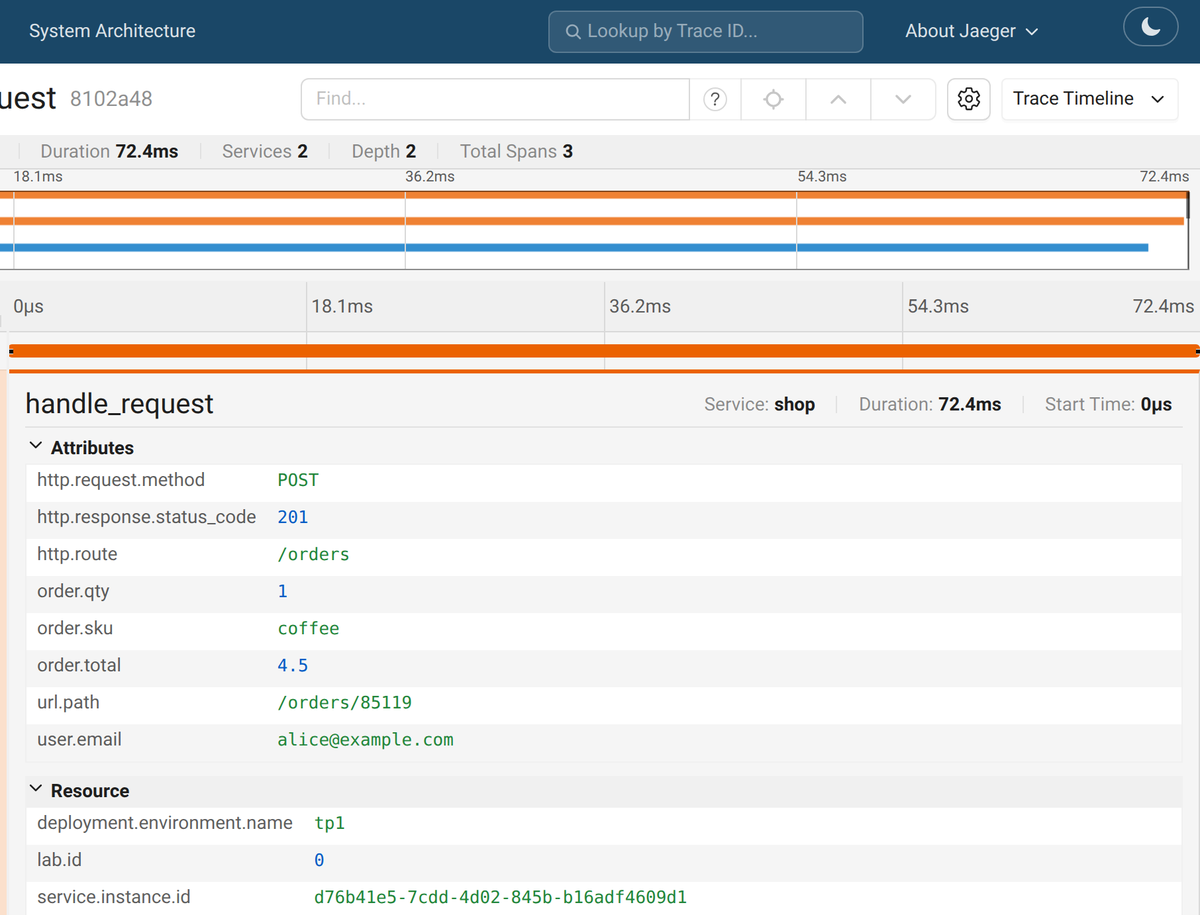 System Architecture Lookup by Trace ID... About Jaeger
uest 8102a48 Find... ? Trace Timeline
Duration 72.4ms Services 2 Depth 2 Total Spans 3
18.1ms 36.2ms 54.3ms 72.4ms
0μs 18.1ms 36.2ms 54.3ms 72.4ms
handle_request Service: shop Duration: 72.4ms Start Time: 0μs
Attributes
http.request.method POST
http.response.status_code 201
http.route /orders
order.qty 1
order.sku coffee
order.total 4.5
url.path /orders/85119
user.email alice@example.com
Resource
deployment.environment.name tp1
lab.id 0
service.instance.id d76b41e5-7cdd-4d02-845b-b16adf4609d1